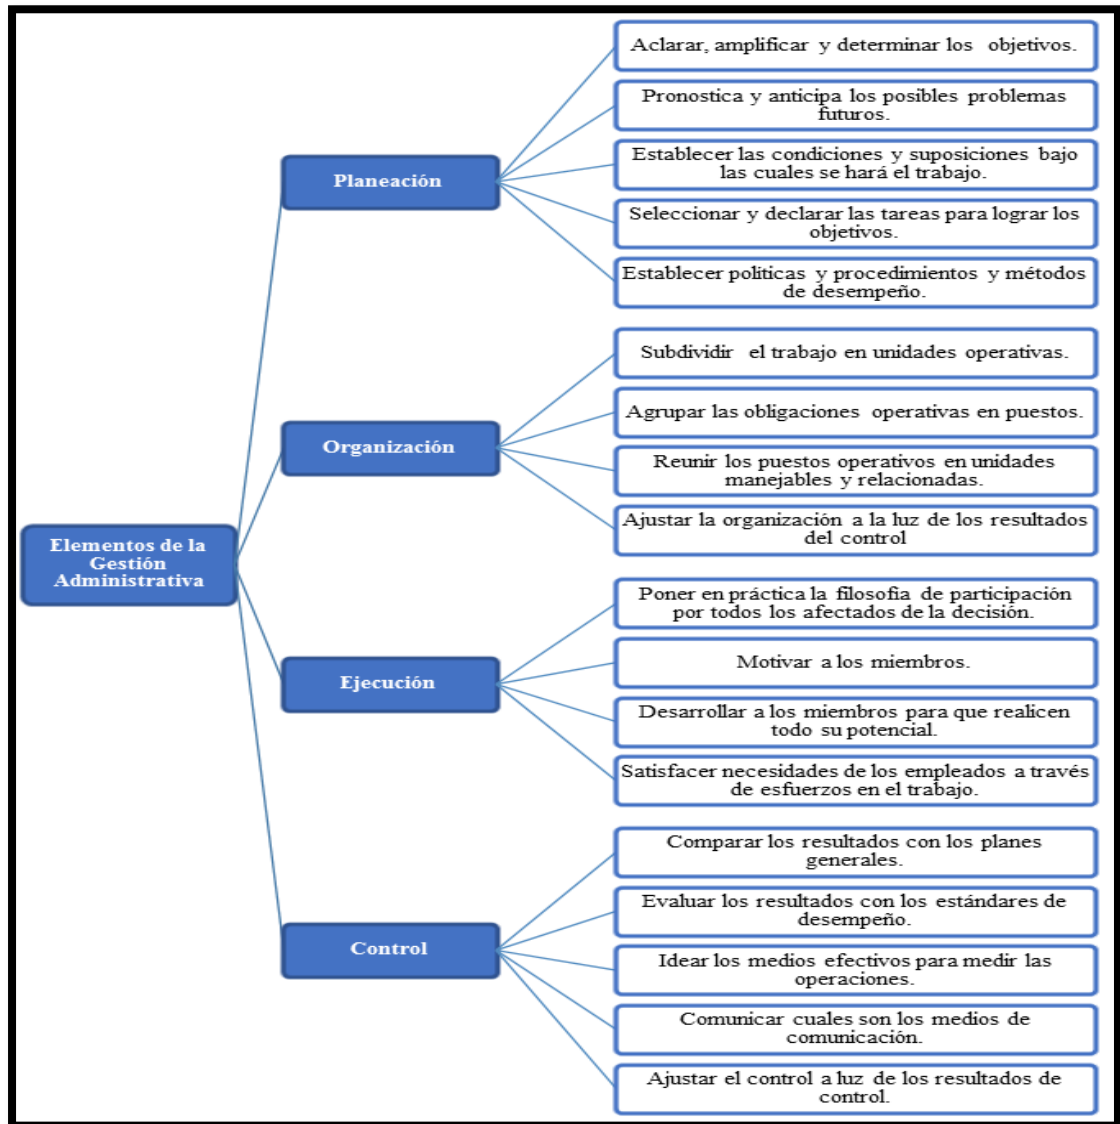 Elementos de la
Gestión
Administrativa
Planeación
Aclarar, amplificar y determinar los objetivos.
Pronostica y anticipa los posibles problemas
futuros.
Establecer las condiciones y suposiciones bajo
las cuales se hará el trabajo.
Seleccionar y declarar las tareas para lograr los
objetivos.
Establecer políticas y procedimientos y métodos
de desempeño.
Organización
Subdividir el trabajo en unidades operativas.
Agrupar las obligaciones operativas en puestos.
Reunir los puestos operativos en unidades
manejables y relacionadas.
Ajustar la organización a la luz de los resultados
del control
Ejecución
Poner en práctica la filosofía de participación
por todos los afectados de la decisión.
Motivar a los miembros.
Desarrollar a los miembros para que realicen
todo su potencial.
Satisfacer necesidades de los empleados a través
de esfuerzos en el trabajo.
Control
Comparar los resultados con los planes
generales.
Evaluar los resultados con los estándares de
desempeño.
Idear los medios efectivos para medir las
operaciones.
Comunicar cuales son los medios de
comunicación.
Ajustar el control a luz de los resultados de
control.